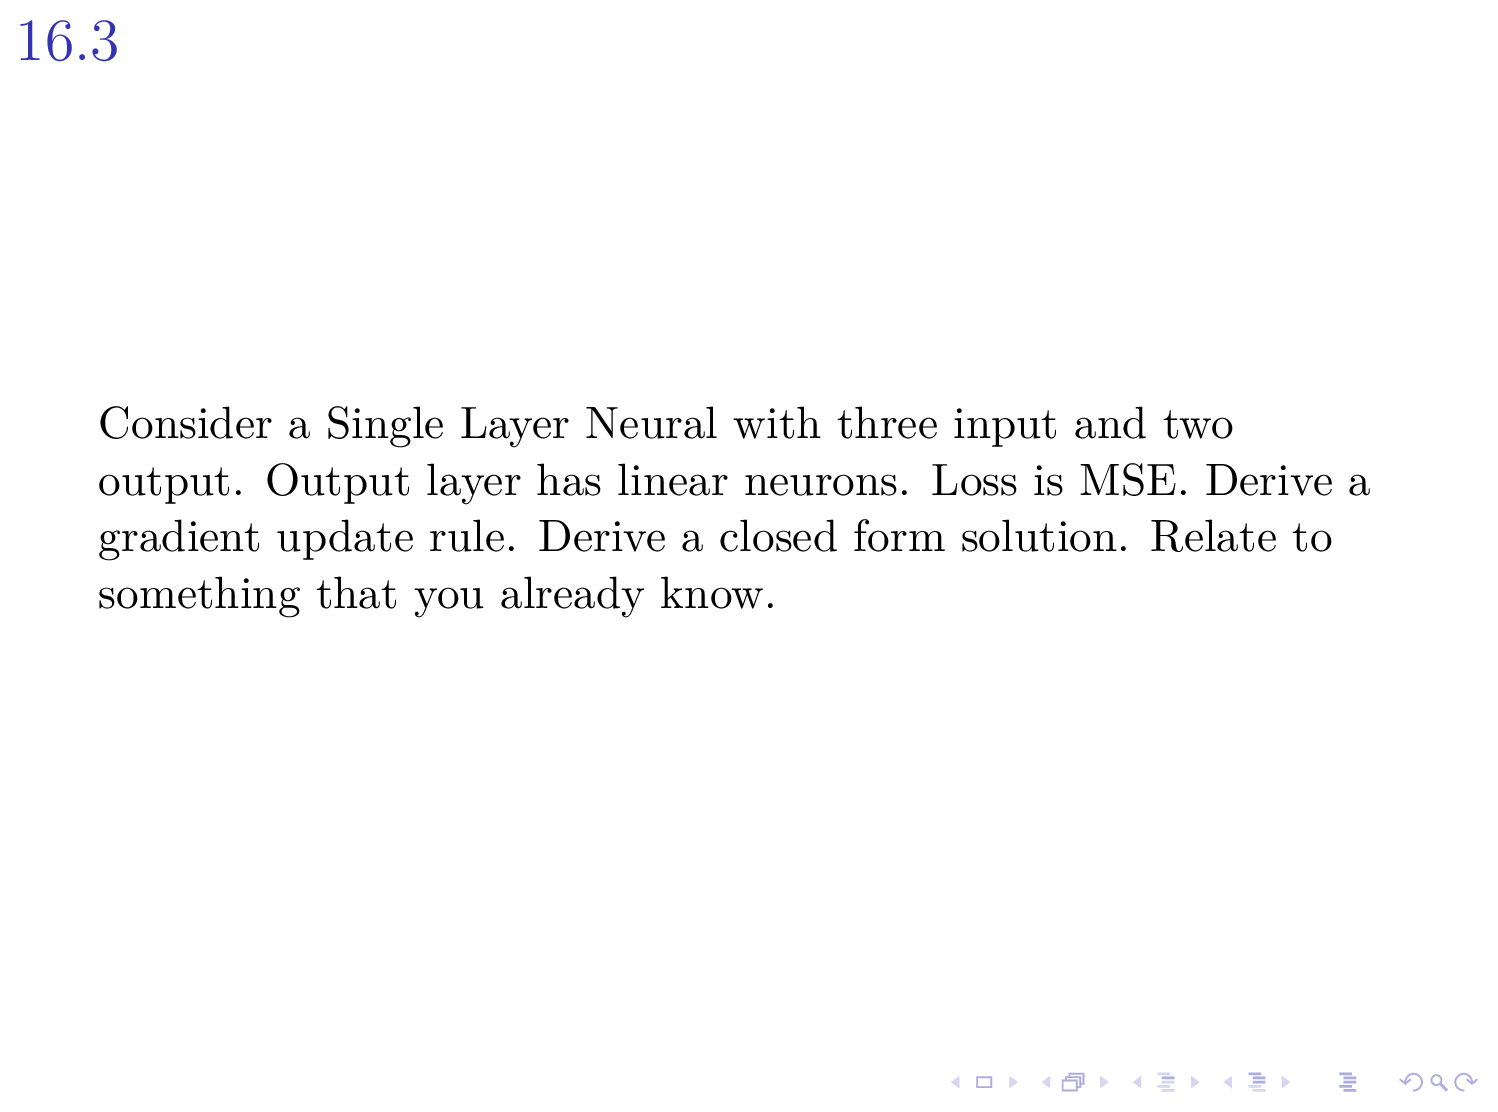 16.3
Consider a Single Layer Neural with three input and two
output. Output layer has linear neurons. Loss is MSE. Derive a
gradient update rule. Derive a closed form solution. Relate to
something that you already know.